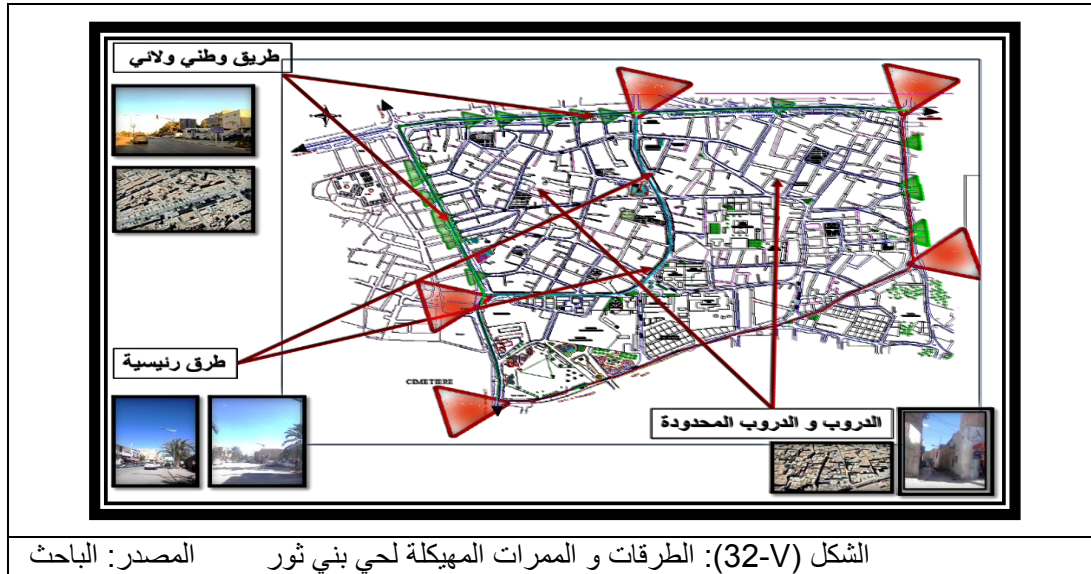 طريق وطني ولائي
طرق رئيسية
CIMETIERE
الدروب و الدروب المحدودة
الشكل (V-32): الطرقات و الممرات المهيكلة لحي بني ثور المصدر: الباحث